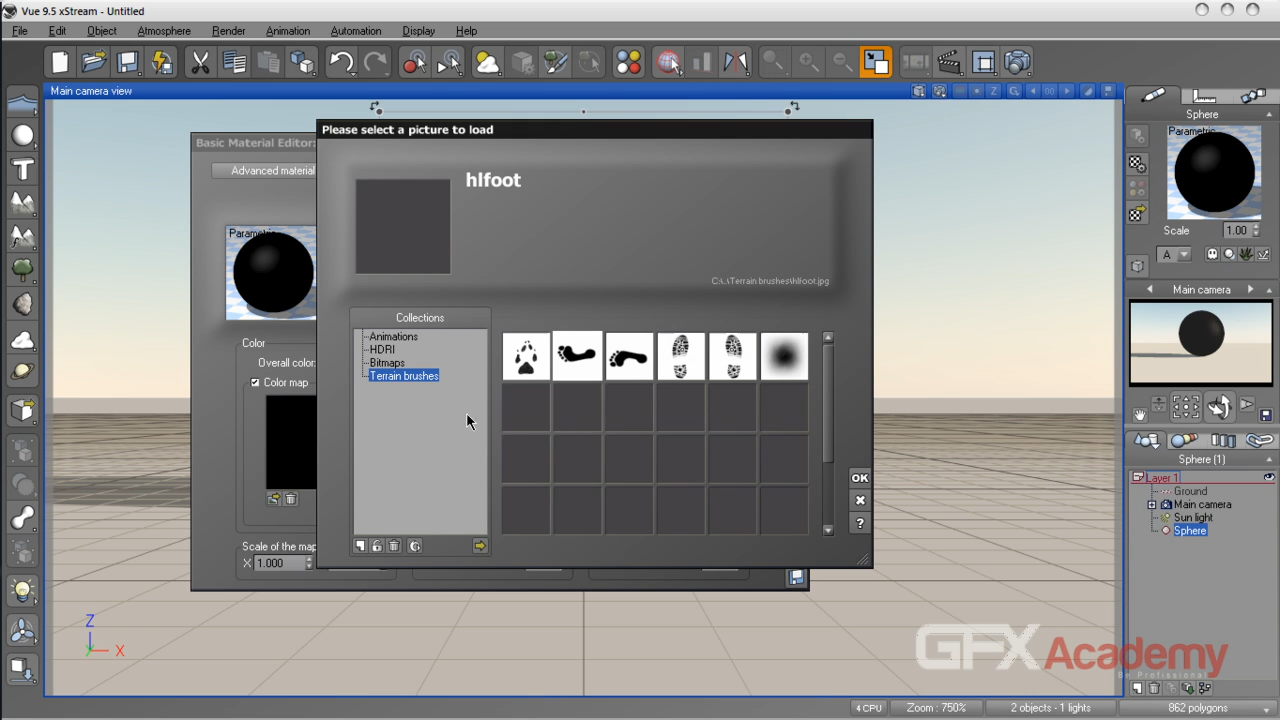 Vue 9.5 xStream - Untitled
File Edit Object Atmosphere Render Animation Automation Display Help
Main camera view
Please select a picture to load
Basic Material Editor:
Advanced material
hlfoot
Parametric
C:\..\Terrain brushes\hlfoot.jpg
Collections
Animations
HDRI
Bitmaps
Terrain brushes
Color
Overall color:
Color map
OK
?
Scale of the map
X 1.000
Z
Y X
Sphere
Parametric
Scale 1.00
A
Main camera
Sphere (1)
Layer 1
Ground
Main camera
Sun light
Sphere
GFXAcademy
Be Professional
4 CPU Zoom : 750% 2 objects - 1 lights 862 polygons